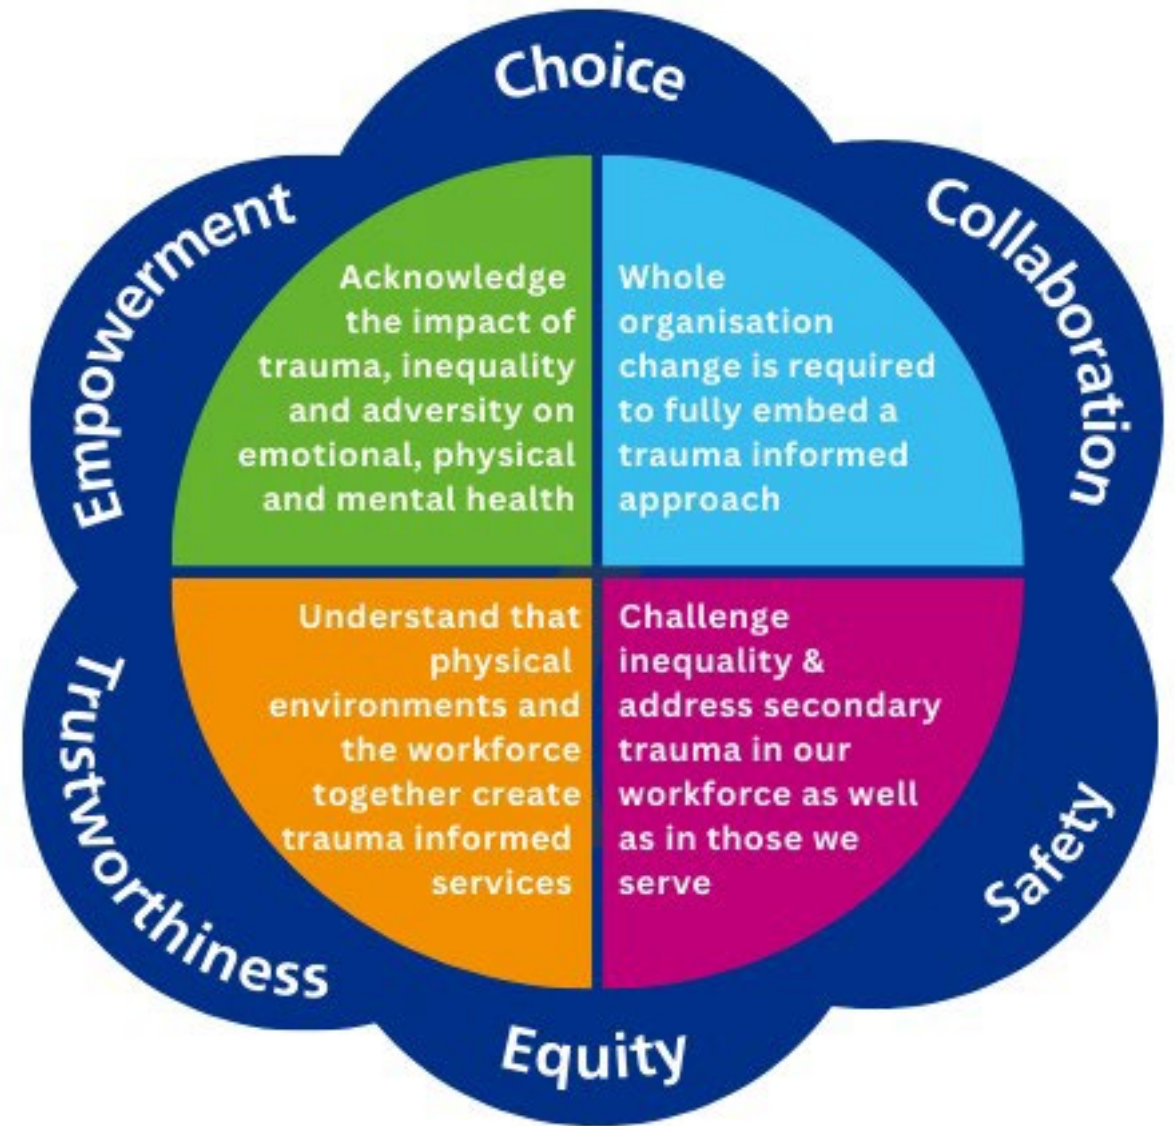 Choice
Collaboration
Safety
Equity
Trustworthiness
Empowerment
Acknowledge
the impact of
trauma, inequality
and adversity on
emotional, physical
and mental health
Whole
organisation
change is required
to fully embed a
trauma informed
approach
Understand that
physical
environments and
the workforce
together create
trauma informed
services
Challenge
inequality &
address secondary
trauma in our
workforce as well
as in those we
serve